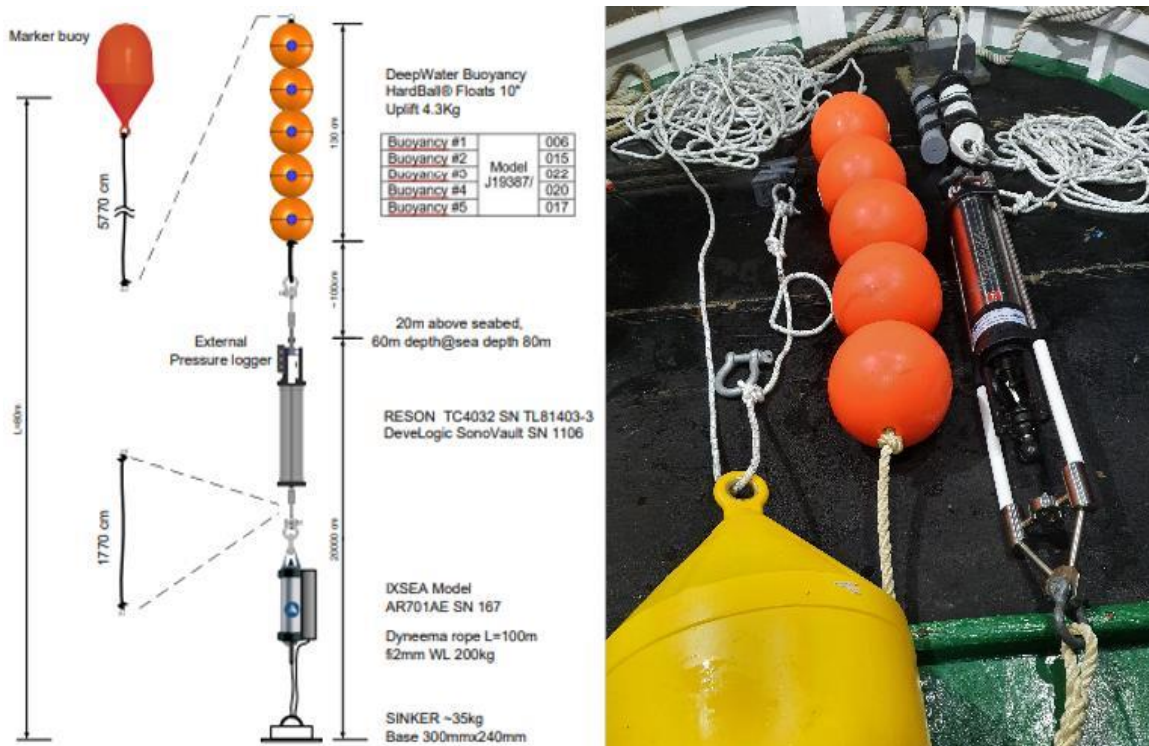 Marker buoy
5770 cm
1770 cm
130 cm
~100cm
20000 cm
DeepWater Buoyancy
HardBall® Floats 10"
Uplift 4.3Kg
Buoyancy #1 006
Buoyancy #2 015
Buoyancy #3 Model J19387/ 022
Buoyancy #4 020
Buoyancy #5 017
External
Pressure logger
20m above seabed,
60m depth@sea depth 80m
RESON TC4032 SN TL81403-3
DeveLogic SonoVault SN 1106
IXSEA Model
AR701AE SN 167
Dyneema rope L=100m
fi2mm WL 200kg
SINKER ~35kg
Base 300mmx240mm